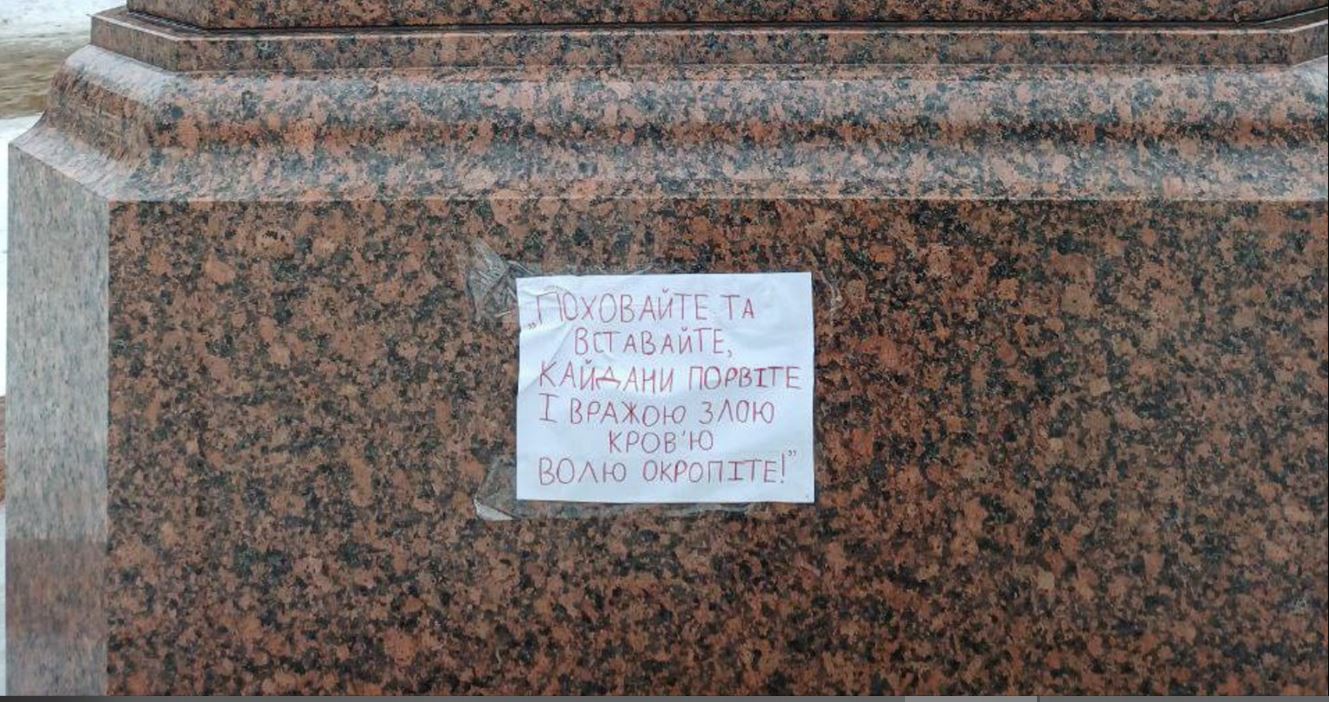 „ПОХОВАЙТЕ ТА
ВСТАВАЙТЕ,
КАЙДАНИ ПОРВІТЕ
І ВРАЖОЮ ЗЛОЮ
КРОВ'Ю
ВОЛЮ ОКРОПІТЕ!”